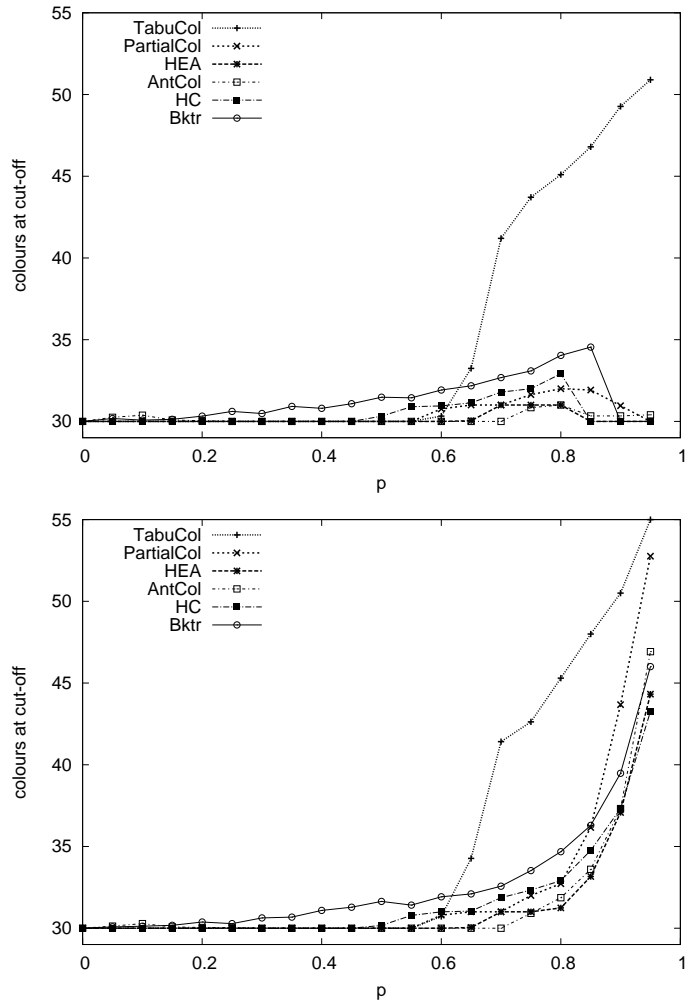 55
50
45
40
35
30
colours at cut-off
TabuCol
PartialCol
HEA
AntCol
HC
Bktr
0 0.2 0.4 0.6 0.8 1
p
55
50
45
40
35
30
colours at cut-off
TabuCol
PartialCol
HEA
AntCol
HC
Bktr
0 0.2 0.4 0.6 0.8 1
p